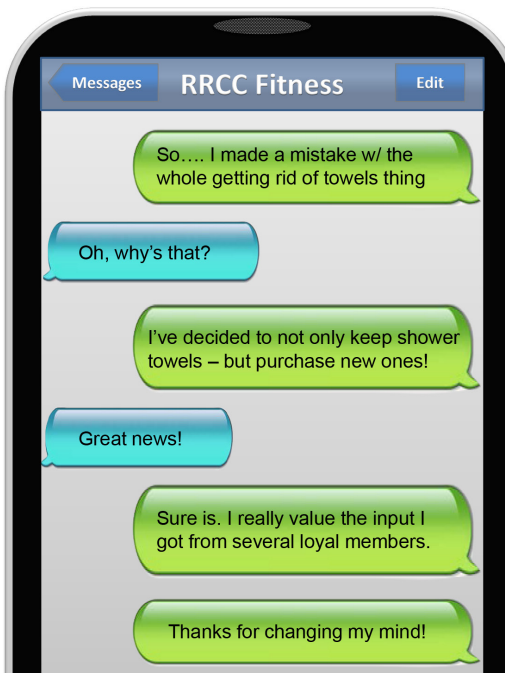 Messages
RRCC Fitness
Edit
So.... I made a mistake w/ the
whole getting rid of towels thing
Oh, why's that?
I've decided to not only keep shower
towels – but purchase new ones!
Great news!
Sure is. I really value the input I
got from several loyal members.
Thanks for changing my mind!